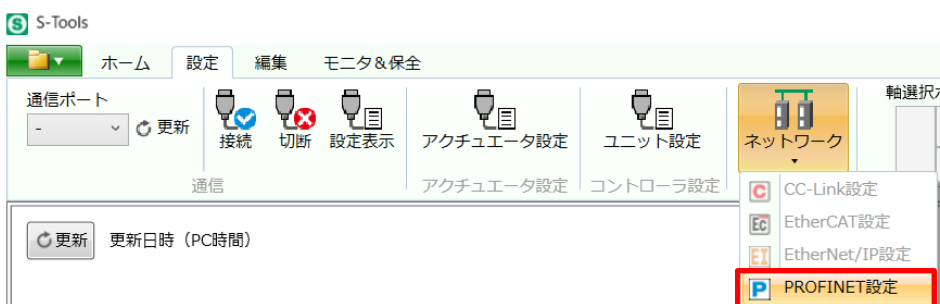 S S-Tools
ホーム 設定 編集 モニタ&保全
通信ポート 軸選択
- 更新 接続 切断 設定表示 アクチュエータ設定 ユニット設定 ネットワーク
通信 アクチュエータ設定 コントローラ設定
C CC-Link設定
EC EtherCAT設定
更新 更新日時（PC時間）
EI EtherNet/IP設定
P PROFINET設定